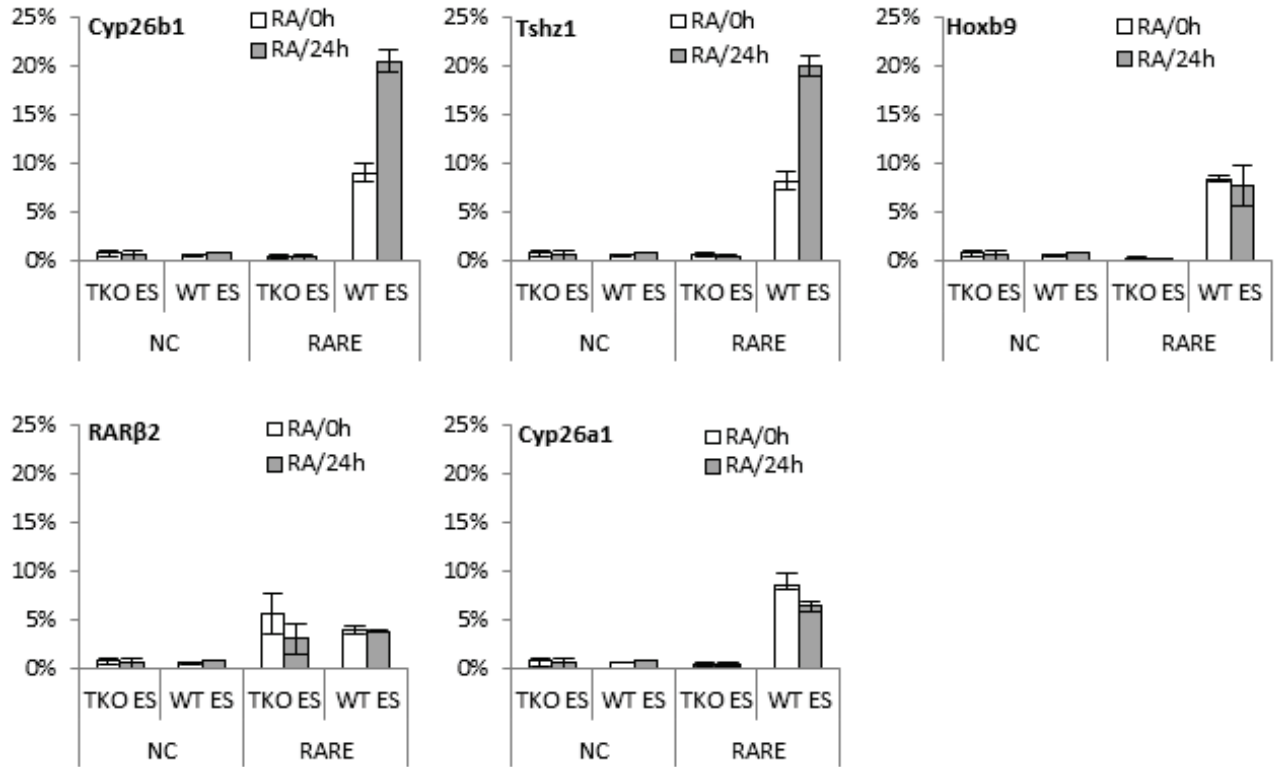 25%
20%
15%
10%
5%
0%
Cyp26b1
RA/0h
RA/24h
TKO ES WT ES TKO ES WT ES
NC RARE
25%
20%
15%
10%
5%
0%
Tshz1
RA/0h
RA/24h
TKO ES WT ES TKO ES WT ES
NC RARE
25%
20%
15%
10%
5%
0%
Hoxb9
RA/0h
RA/24h
TKO ES WT ES TKO ES WT ES
NC RARE
25%
20%
15%
10%
5%
0%
RARβ2
RA/0h
RA/24h
TKO ES WT ES TKO ES WT ES
NC RARE
25%
20%
15%
10%
5%
0%
Cyp26a1
RA/0h
RA/24h
TKO ES WT ES TKO ES WT ES
NC RARE